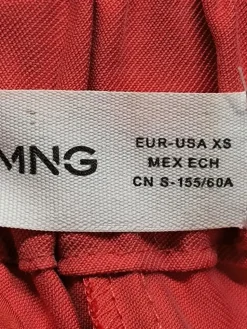 MNG
EUR-USA XS
MEX ECH
CN S-155/60A